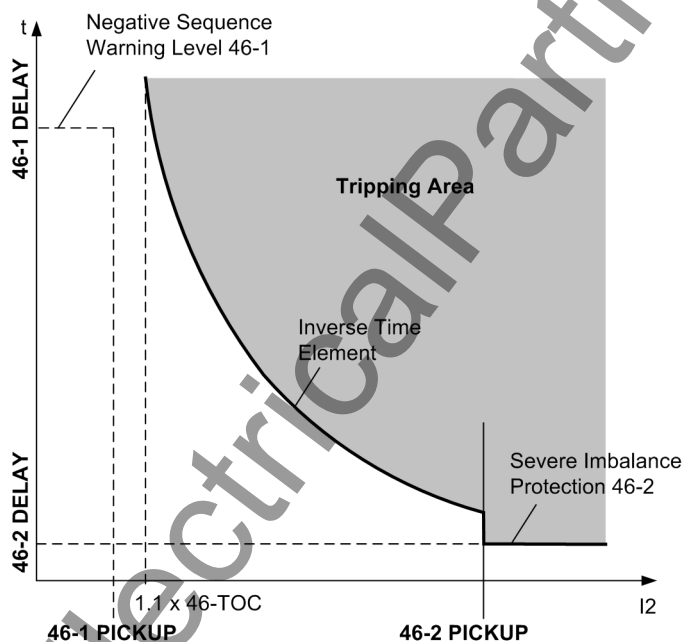 t
Negative Sequence
Warning Level 46-1
46-1 DELAY
Tripping Area
Inverse Time
Element
Severe Imbalance
Protection 46-2
46-2 DELAY
1.1 x 46-TOC
I2
46-1 PICKUP
46-2 PICKUP
lectricalParti